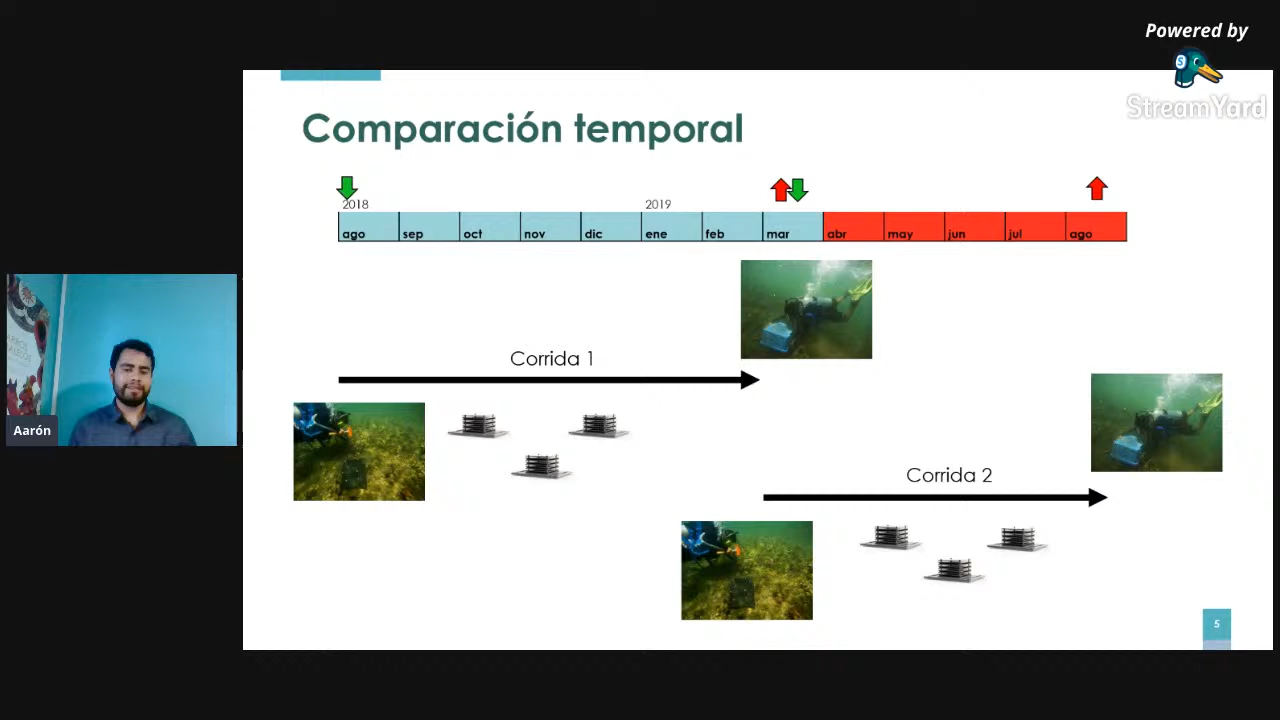 Powered by
StreamYard
Comparación temporal
2018
2019
ago sep oct nov dic ene feb mar abr may jun jul ago
Corrida 1
Aarón
Corrida 2
5